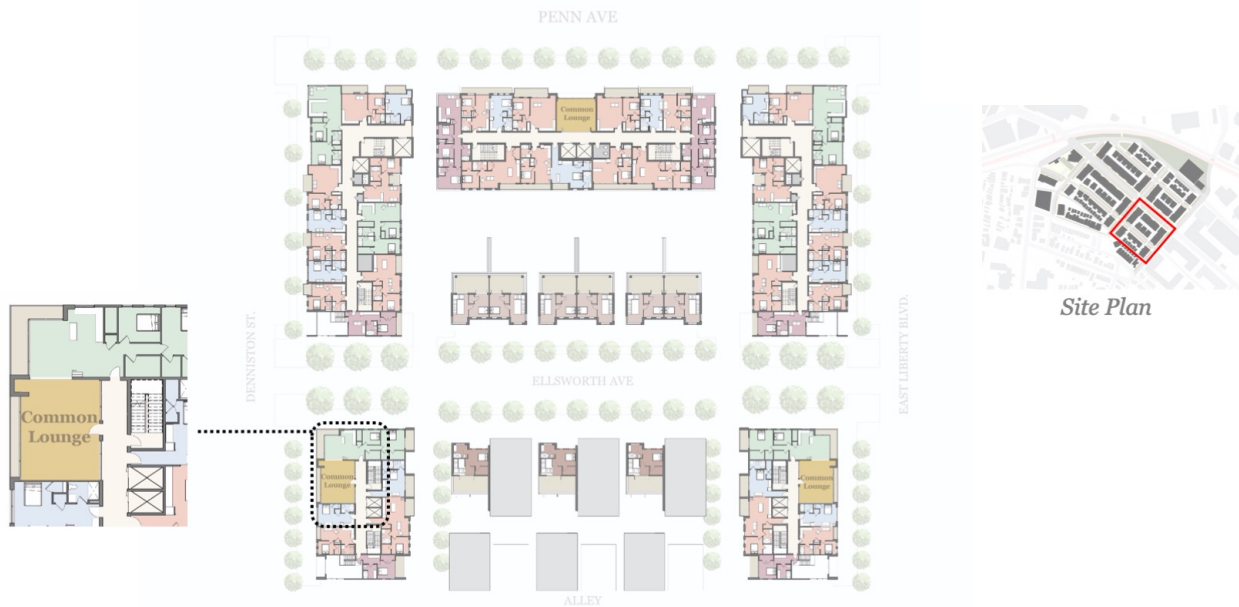 PENN AVE
Common
Lounge
Site Plan
DENNISTON ST.
EAST LIBERTY BLVD.
ELLSWORTH AVE
Common
Lounge
Common
Lounge
Common
Lounge
ALLEY